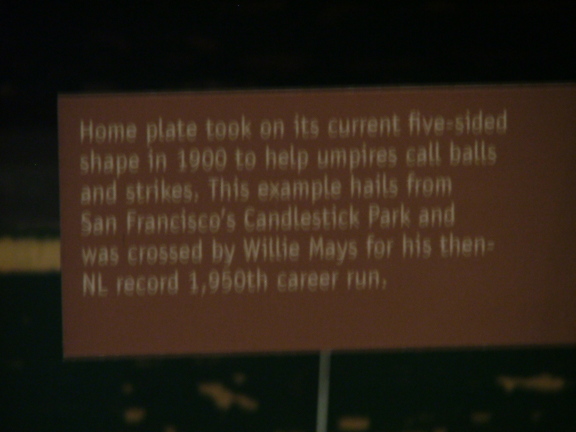 Home plate took on its current five-sided
shape in 1900 to help umpires call balls
and strikes. This example hails from
San Francisco's Candlestick Park and
was crossed by Willie Mays for his then-
NL record 1,950th career run.